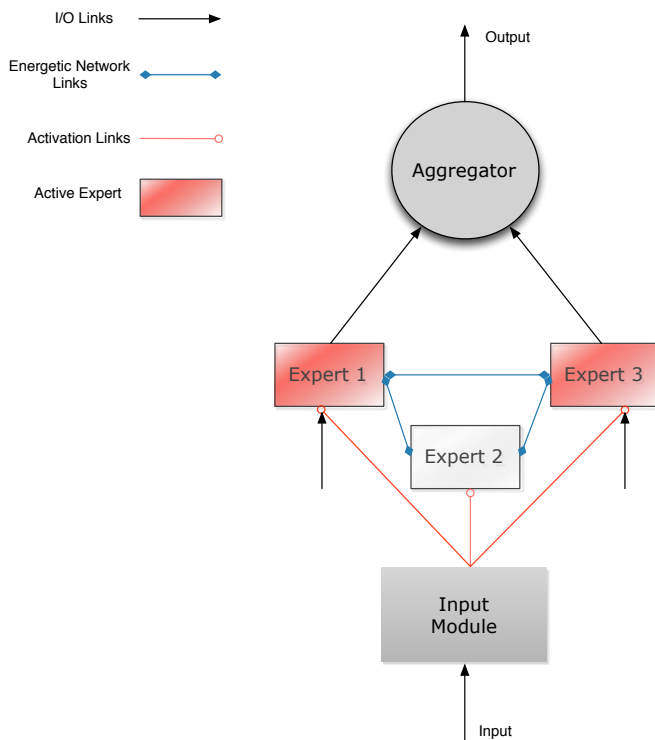 I/O Links
Energetic Network
Links
Activation Links
Active Expert
Output
Aggregator
Expert 1
Expert 3
Expert 2
Input
Module
Input